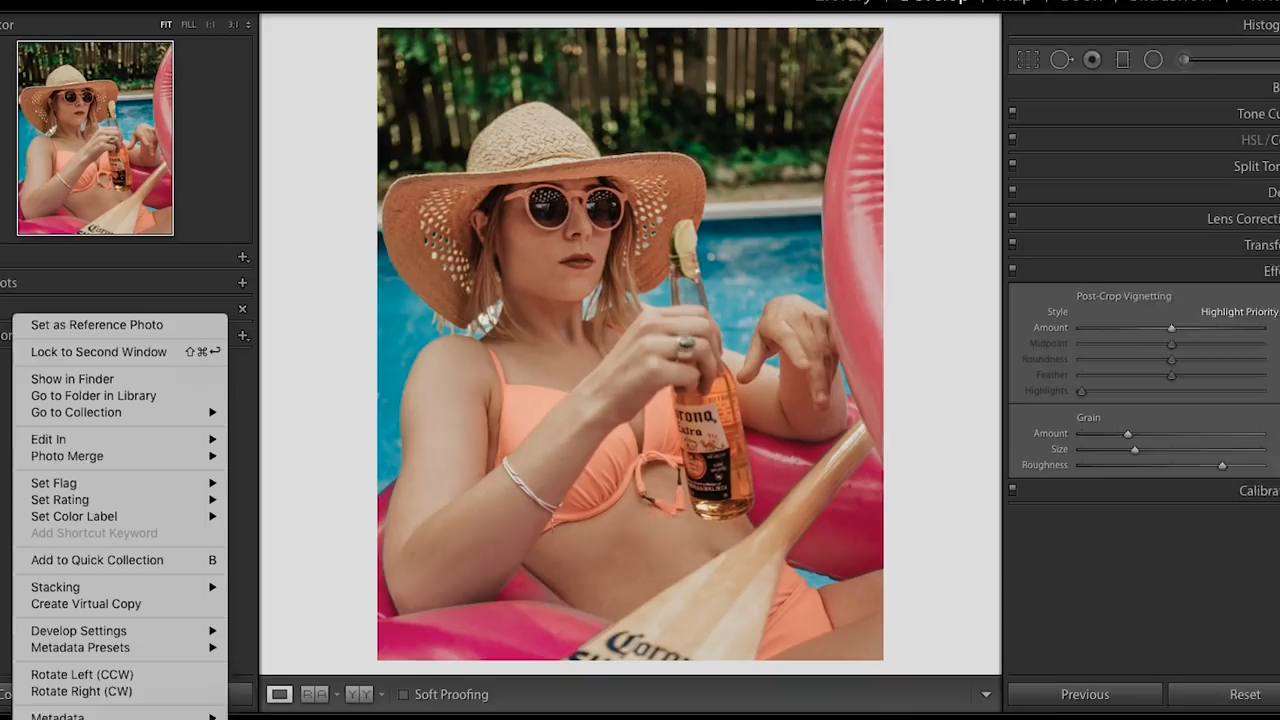 FIT FILL 1:1 3:1
Set as Reference Photo
Lock to Second Window ⇧⌘↩
Show in Finder
Go to Folder in Library
Go to Collection
Edit In
Photo Merge
Set Flag
Set Rating
Set Color Label
Add Shortcut Keyword
Add to Quick Collection B
Stacking
Create Virtual Copy
Develop Settings
Metadata Presets
Rotate Left (CCW)
Rotate Right (CW)
Metadata
Corona
Extra
Corona
Soft Proofing
Histog
Tone Cu
HSL / C
Split Ton
De
Lens Correcti
Transfo
Effe
Post-Crop Vignetting
Style Highlight Priority
Amount
Midpoint
Roundness
Feather
Highlights
Grain
Amount
Size
Roughness
Calibra
Previous Reset